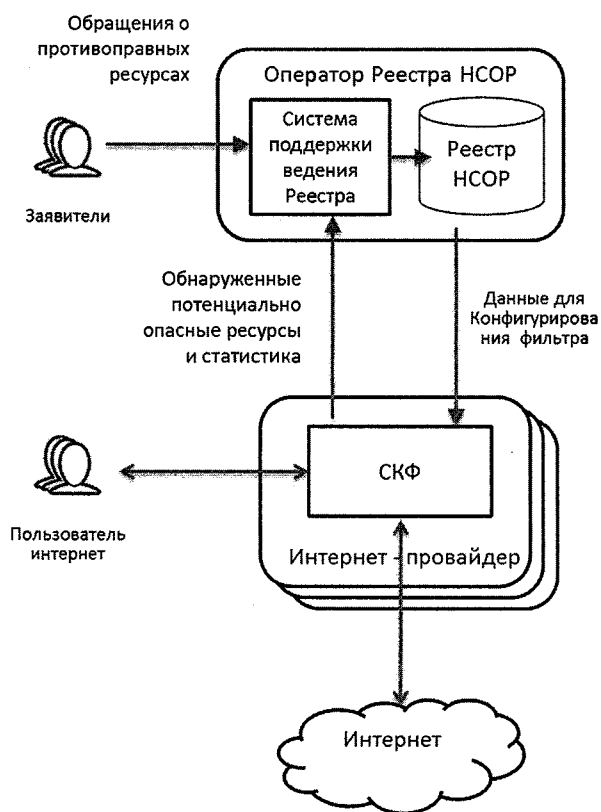 Обращения о
противоправных
ресурсах
Оператор Реестра НСОР
Система
поддержки
ведения
Реестра
Реестр
НСОР
Заявители
Обнаруженные
потенциально
опасные ресурсы
и статистика
Данные для
Конфигурирова
ния фильтра
СКФ
Пользователь
интернет
Интернет - провайдер
Интернет